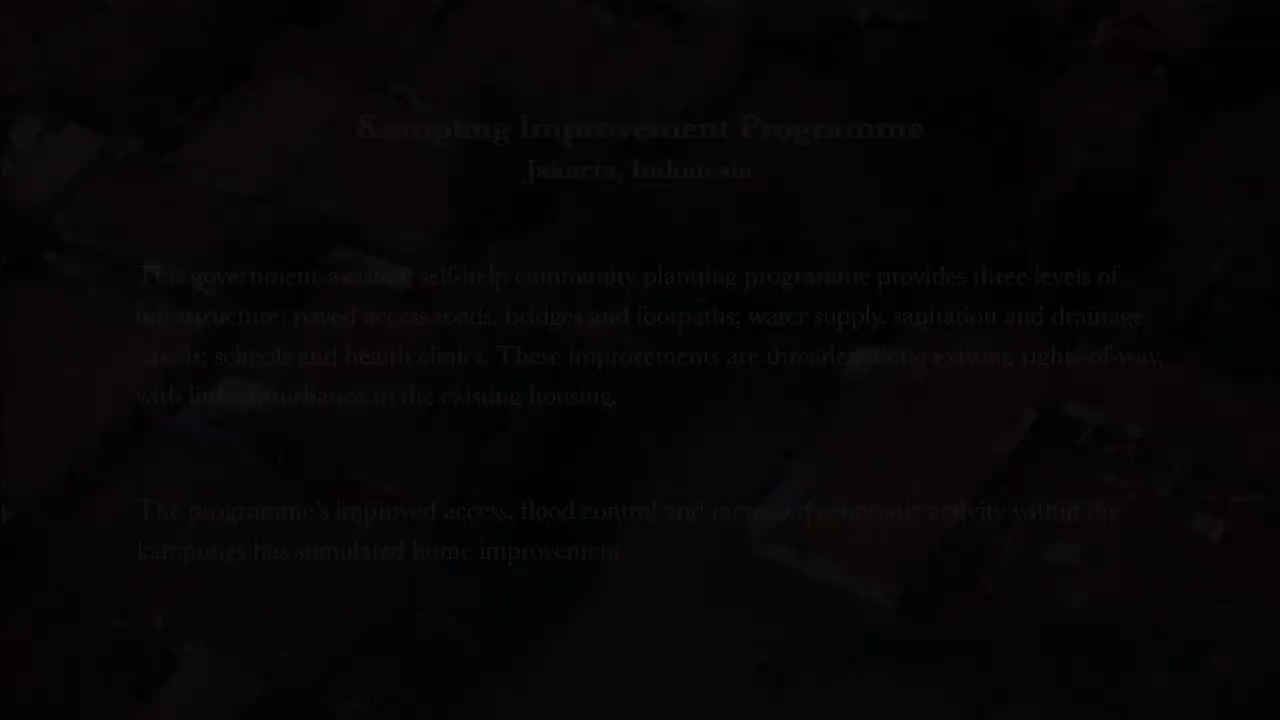 Kampung Improvement Programme
Jakarta, Indonesia
This government-assisted self-help community planning programme provides three levels of
infrastructure: paved access roads, bridges and footpaths; water supply, sanitation and drainage
canals; schools and health clinics. These improvements are threaded along existing rights-of-way,
with little disturbance to the existing housing.
The programme's improved access, flood control and increased economic activity within the
kampungs has stimulated home improvement.